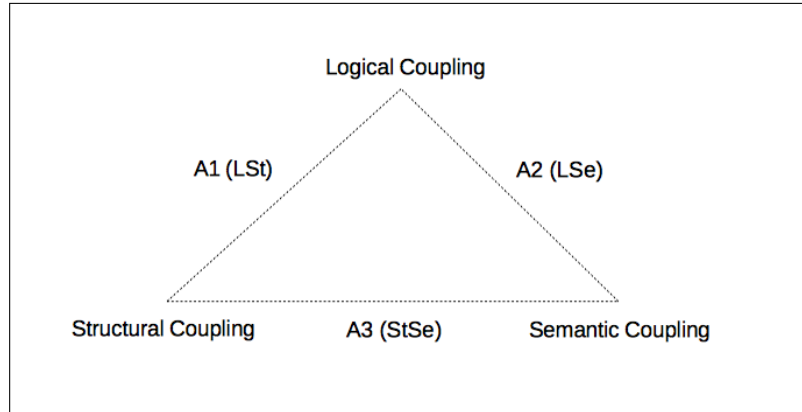 Logical Coupling
A1 (LSt)
A2 (LSe)
Structural Coupling
A3 (StSe)
Semantic Coupling